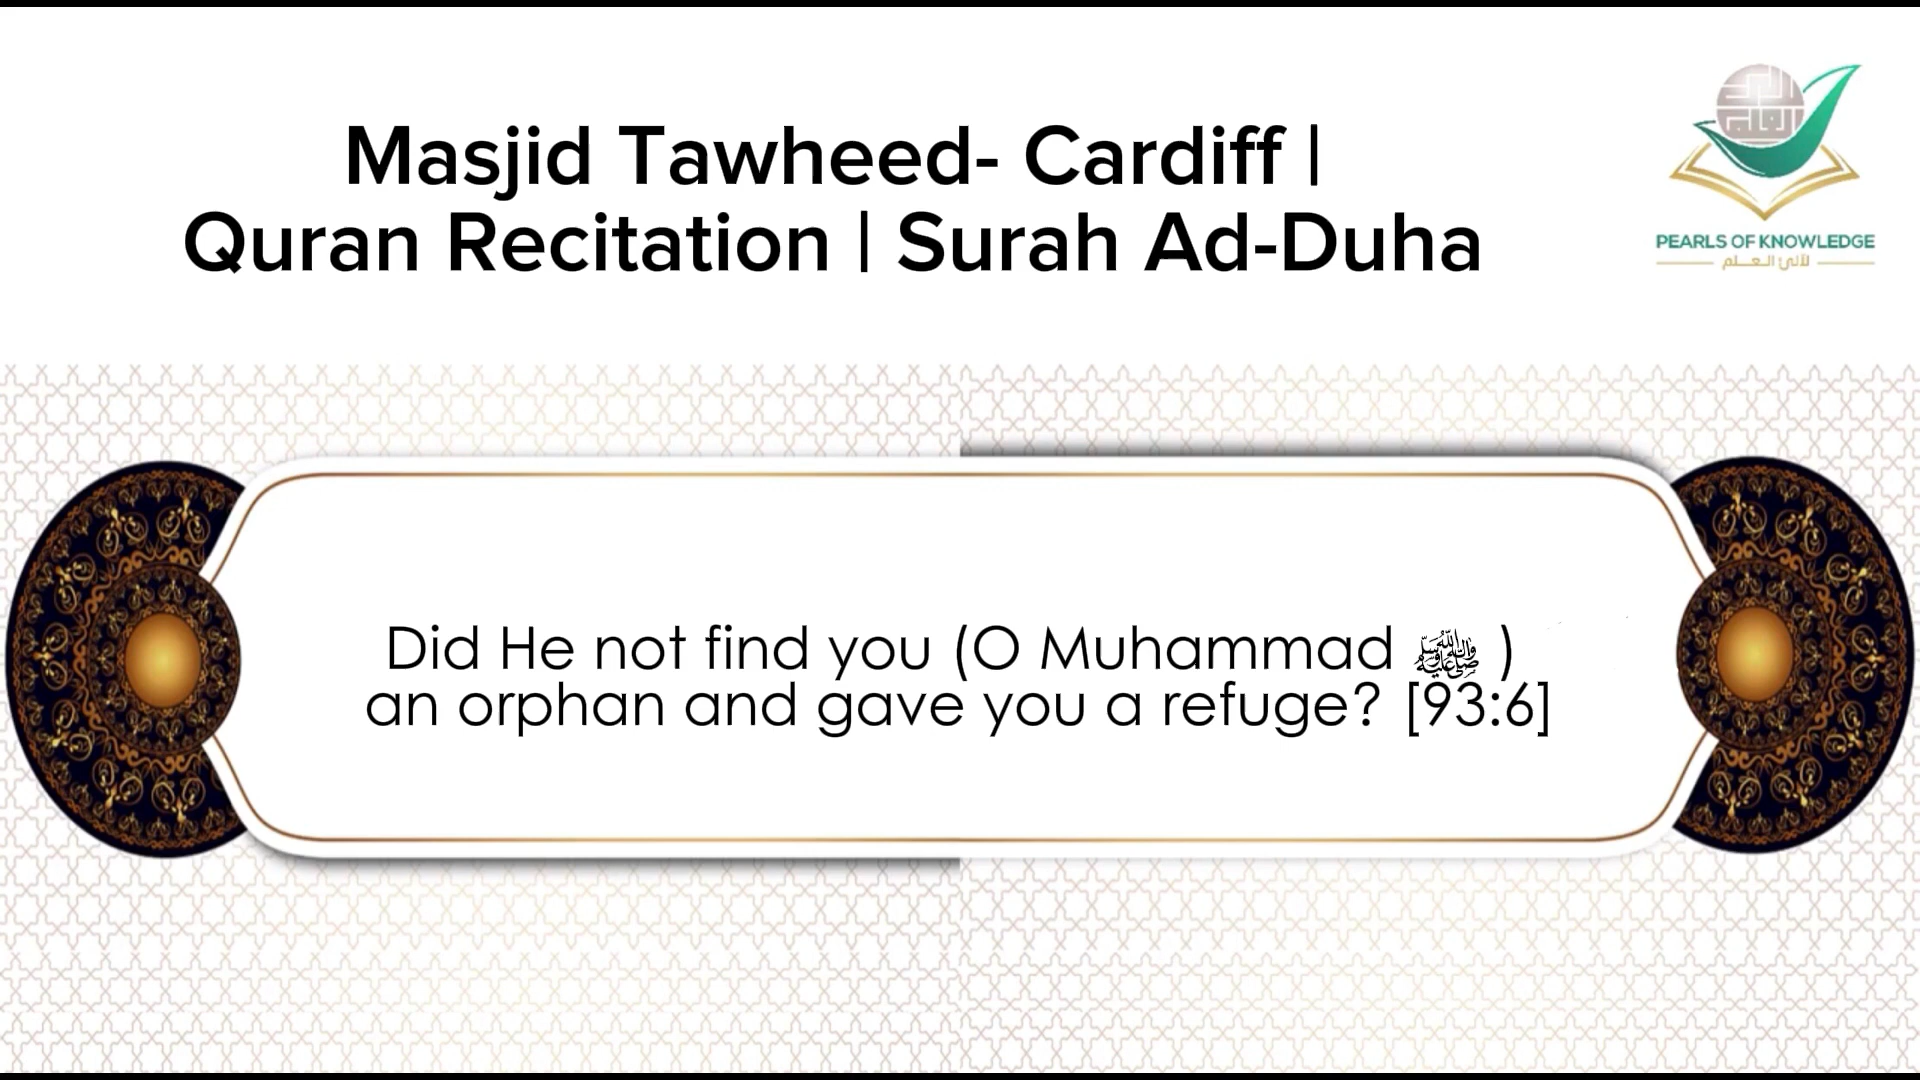 Masjid Tawheed- Cardiff |
Quran Recitation | Surah Ad-Duha
PEARLS OF KNOWLEDGE
لآلئ العلم
Did He not find you (O Muhammad ﷺ )
an orphan and gave you a refuge? [93:6]